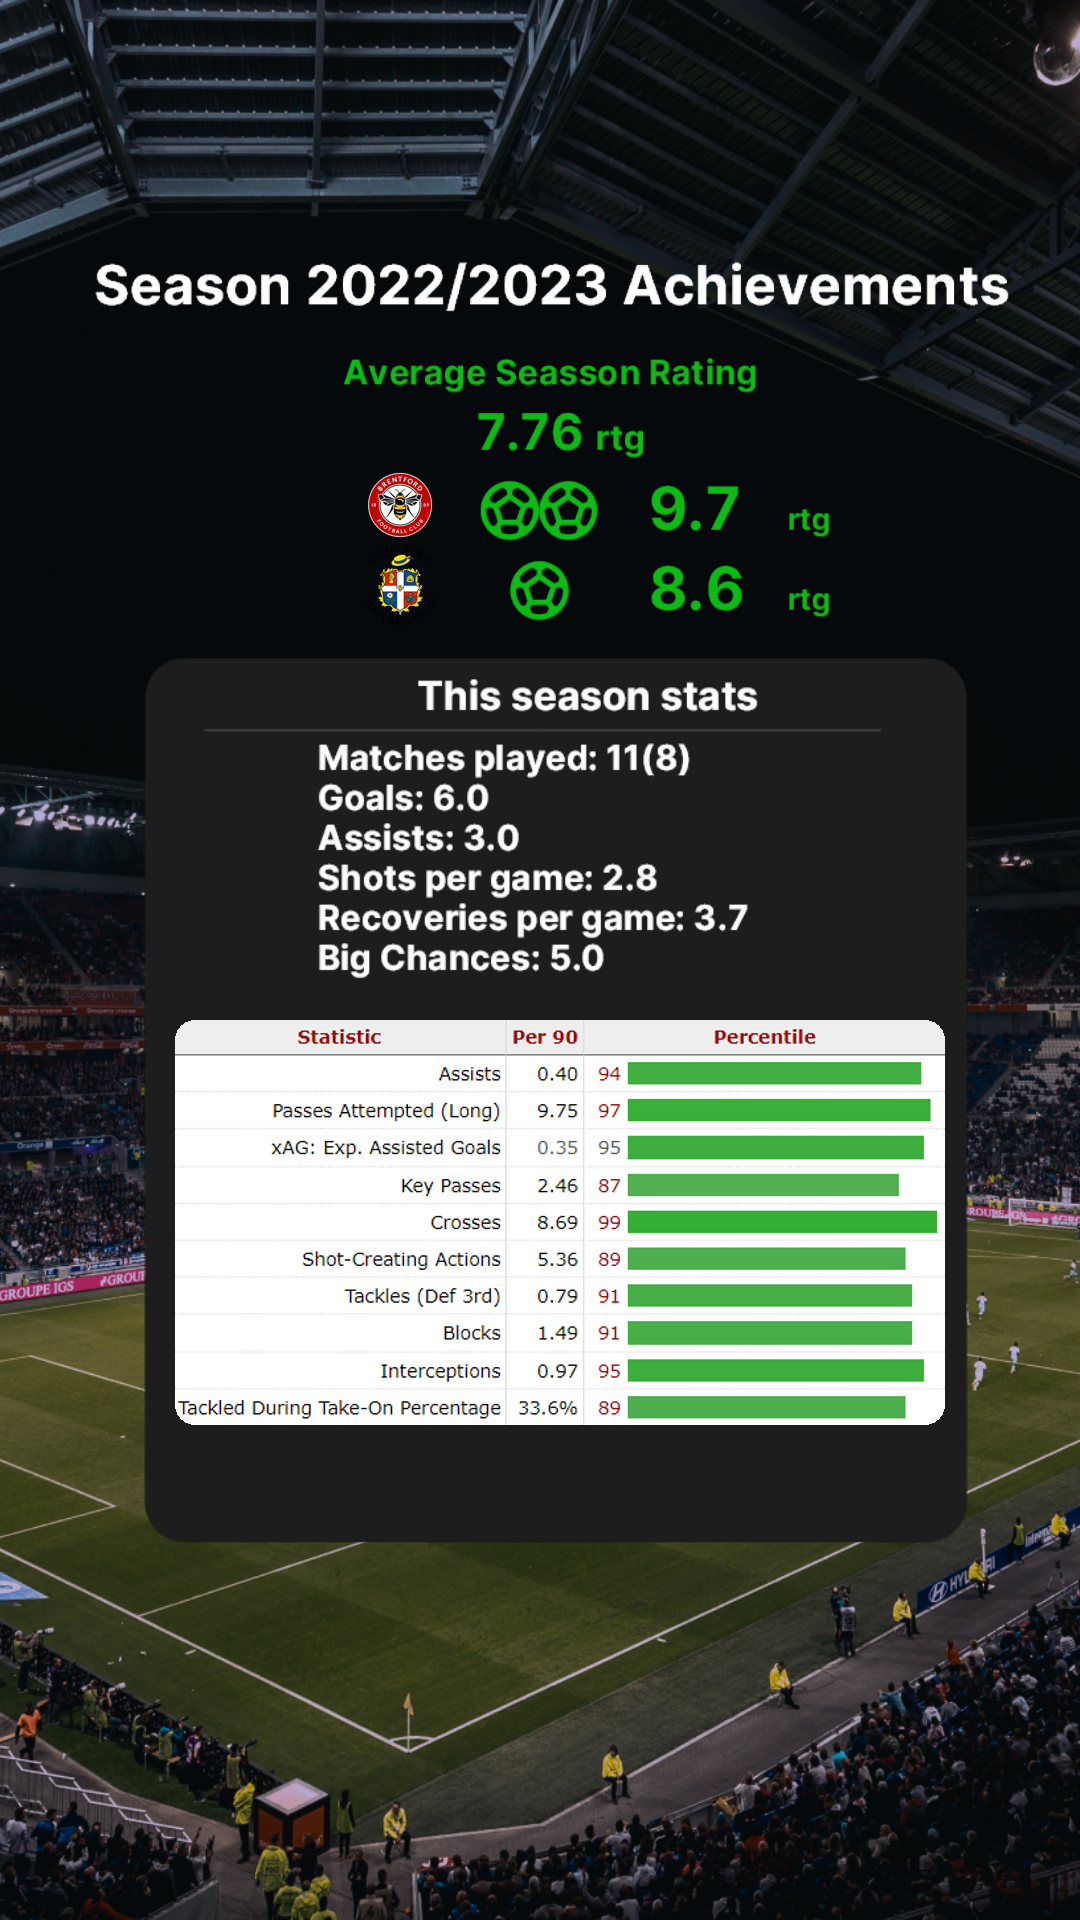 Season 2022/2023 Achievements
Average Seasson Rating
7.76 rtg
BRENTFORD
FOOTBALL CLUB
9.7 rtg
8.6 rtg
This season stats
Matches played: 11(8)
Goals: 6.0
Assists: 3.0
Shots per game: 2.8
Recoveries per game: 3.7
Big Chances: 5.0
Statistic Per 90 Percentile
Assists 0.40 94
Passes Attempted (Long) 9.75 97
xAG: Exp. Assisted Goals 0.35 95
Key Passes 2.46 87
Crosses 8.69 99
Shot-Creating Actions 5.36 89
Tackles (Def 3rd) 0.79 91
Blocks 1.49 91
Interceptions 0.97 95
Tackled During Take-On Percentage 33.6% 89
Orange
GROUPE IGS #GROU